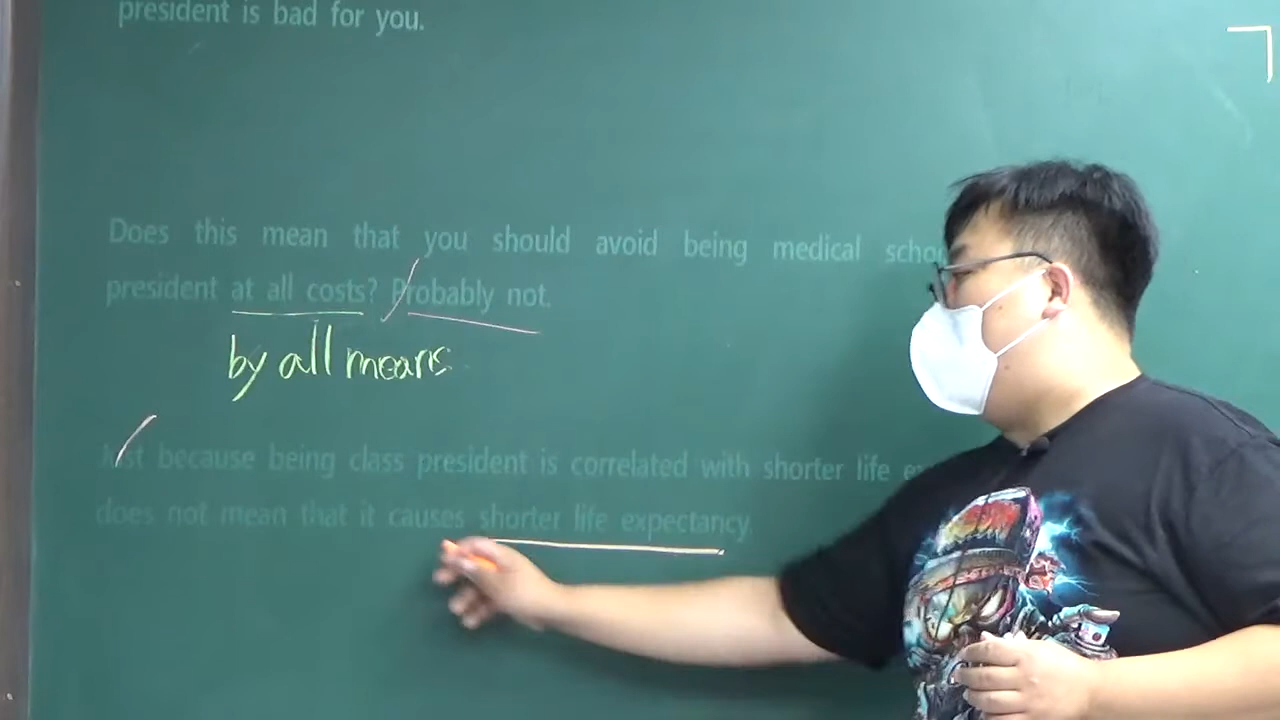 president is bad for you.
Does this mean that you should avoid being medical schoo
president at all costs? Probably not.
by all means
Just because being class president is correlated with shorter life e
does not mean that it causes shorter life expectancy.